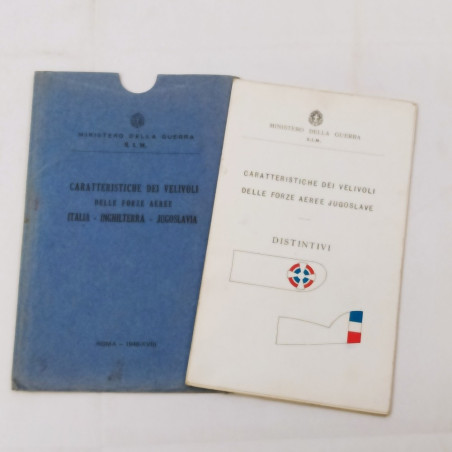 MINISTERO DELLA GUERRA
S. I. M.
CARATTERISTICHE DEI VELIVOLI
DELLE FORZE AEREE
ITALIA - INGHILTERRA - JUGOSLAVIA
ROMA -
MINISTERO DELLA GUERRA
S. I. M.
CARATTERISTICHE DEI VELIVOLI
DELLE FORZE AEREE JUGOSLAVE
DISTINTIVI